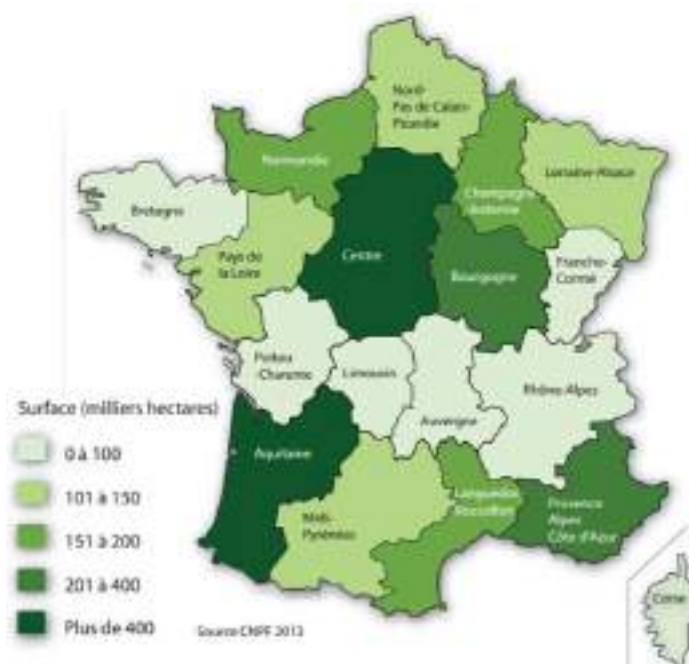 Nord-
Pas de Calais-
Picardie
Normandie
Champagne
Ardenne
Lorraine-Alsace
Bretagne
Pays de
la Loire
Centre
Bourgogne
Franche-
Comté
Poitou
-Charente
Limousin
Auvergne
Rhône-Alpes
Surface (milliers hectares)
0 à 100
101 à 150
151 à 200
201 à 400
Plus de 400
Aquitaine
Midi-
Pyrénées
Languedoc
Roussillon
Provence
Alpes
Côte d'Azur
Corse
Source CNPF 2013